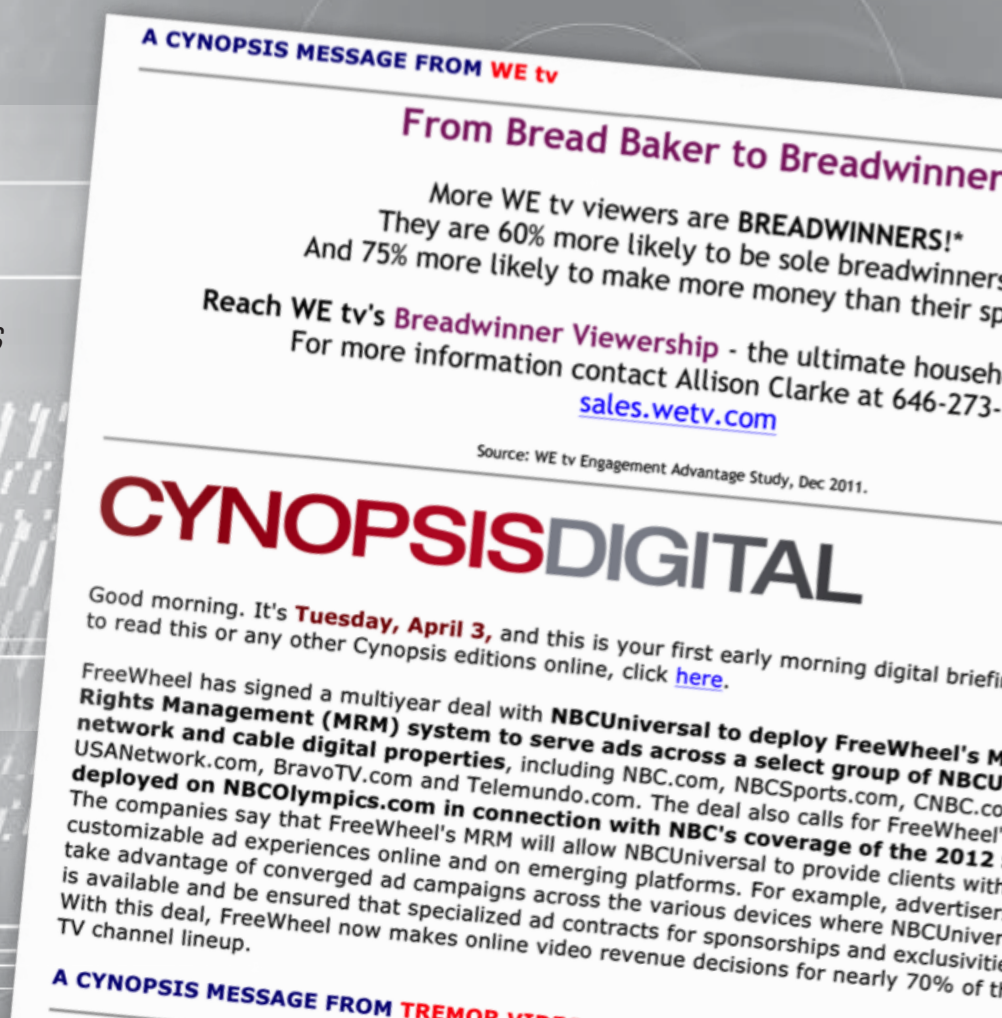 A CYNOPSIS MESSAGE FROM WE tv
From Bread Baker to Breadwinner
More WE tv viewers are BREADWINNERS!*
They are 60% more likely to be sole breadwinners
And 75% more likely to make more money than their
Reach WE tv's Breadwinner Viewership - the ultimate
For more information contact Allison Clarke at 646-273-
sales.wetv.com
Source: WE tv Engagement Advantage Study, Dec 2011.
CYNOPSISDIGITAL
Good morning. It's Tuesday, April 3, and this is your first early morning digital
to read this or any other Cynopsis editions online, click here.
FreeWheel has signed a multiyear deal with NBCUniversal to deploy FreeWheel's
Rights Management (MRM) system to serve ads across a select group of
network and cable digital properties, including NBC.com, NBCSports.com,
USANetwork.com, BravoTV.com and Telemundo.com. The deal also calls for
deployed on NBCOlympics.com in connection with NBC's coverage of the 2012
The companies say that FreeWheel's MRM will allow NBCUniversal to provide clients
customizable ad experiences online and on emerging platforms. For example,
take advantage of converged ad campaigns across the various devices where
is available and be ensured that specialized ad contracts for sponsorships and
With this deal, FreeWheel now makes online video revenue decisions for nearly 70% of
TV channel lineup.
A CYNOPSIS MESSAGE FROM TREMOR